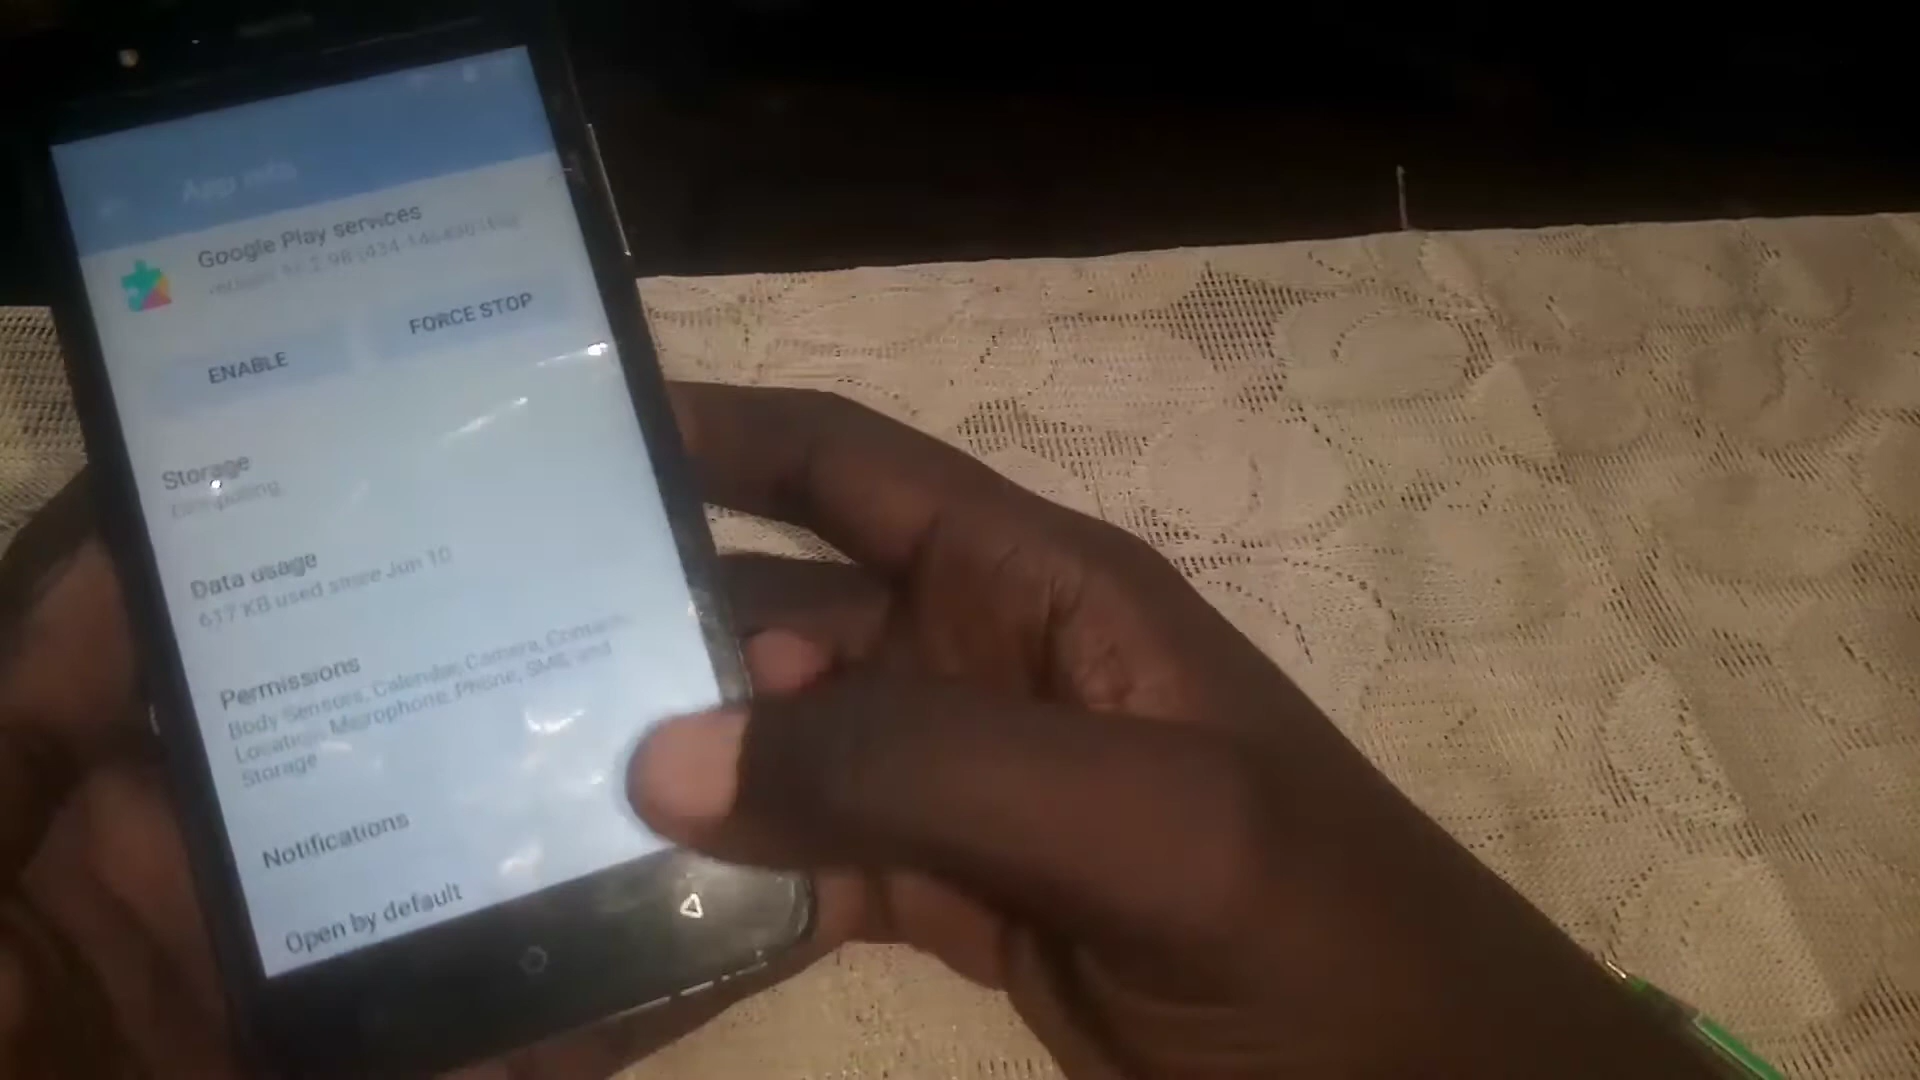 App info
Google Play services
ENABLE
FORCE STOP
Storage
Computing
Data usage
617 KB used since Jun 10
Permissions
Body Sensors, Calendar, Camera, Contacts,
Location, Microphone, Phone, SMS, and
Storage
Notifications
Open by default